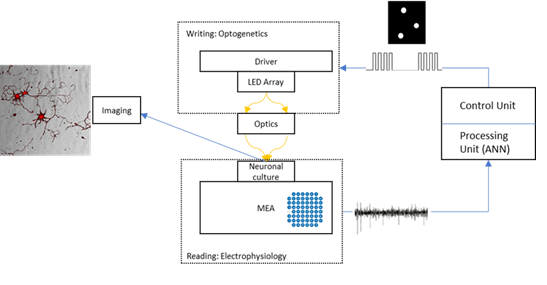 Writing: Optogenetics
Driver
LED Array
Control Unit
Imaging
Optics
Processing
Unit (ANN)
Neuronal
culture
MEA
Reading: Electrophysiology